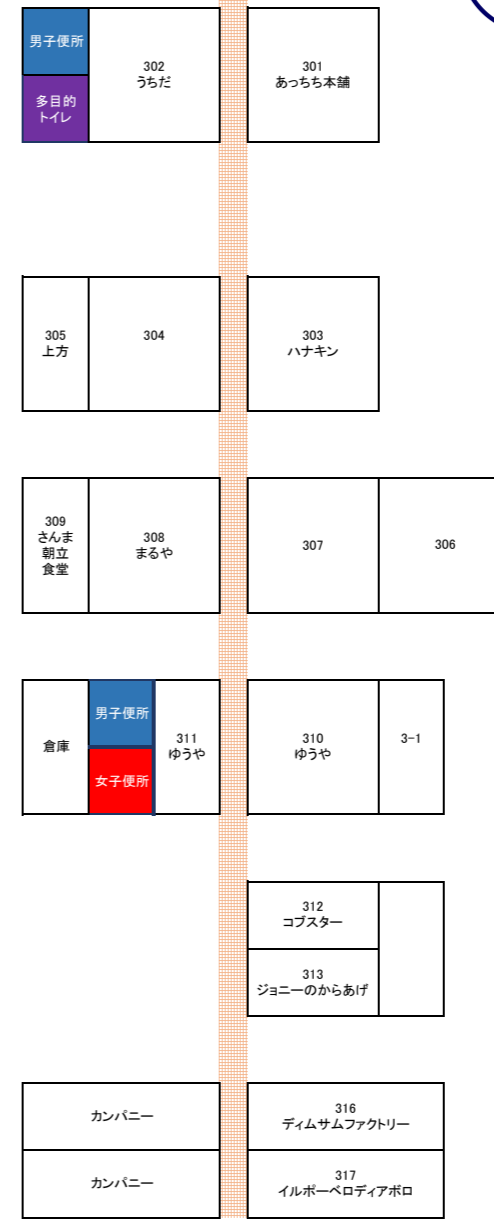 男子便所
多目的
トイレ
302
うちだ
301
あっちち本舗
305
上方
304
303
ハナキン
309
さんま
朝立
食堂
308
まるや
307
306
倉庫
男子便所
女子便所
311
ゆうや
310
ゆうや
3-1
312
コブスター
313
ジョニーのからあげ
カンパニー
316
ディムサムファクトリー
カンパニー
317
イルポーベロディアボロ